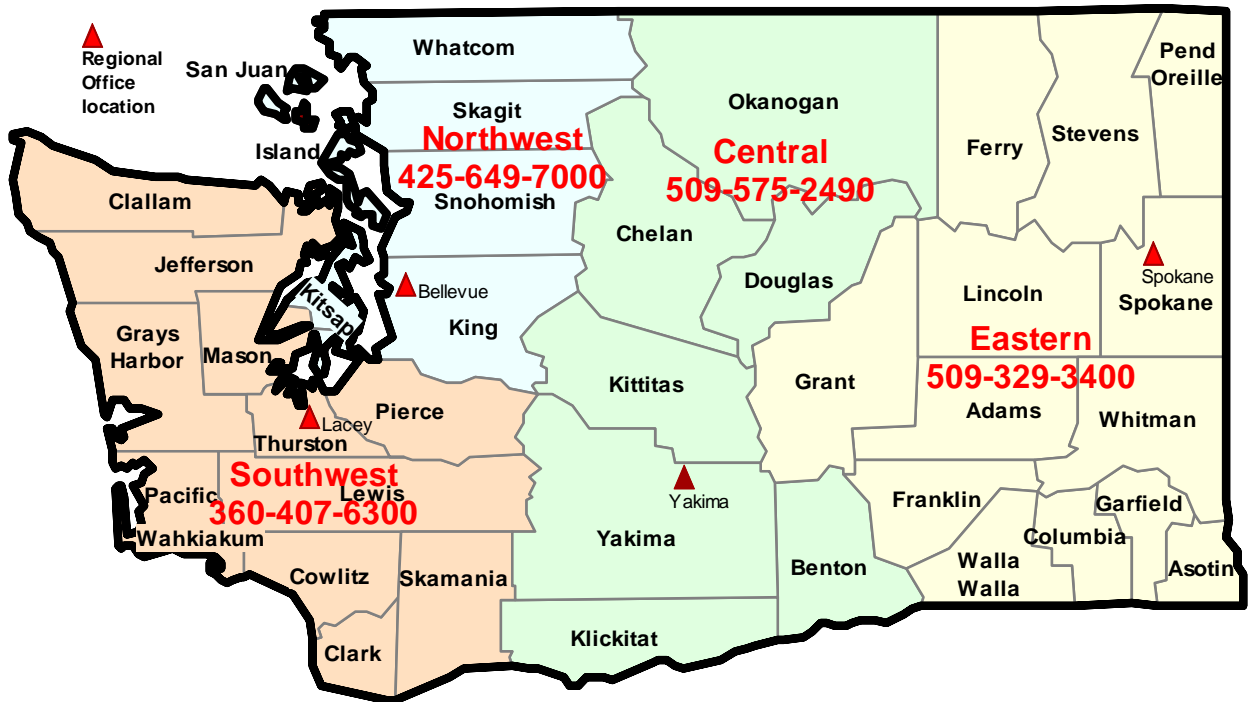 Regional
Office
location
San Juan
Island
Whatcom
Skagit
Northwest
425-649-7000
Snohomish
King
Bellevue
Kitsap
Okanogan
Central
509-575-2490
Chelan
Douglas
Kittitas
Yakima
Yakima
Klickitat
Benton
Pend
Oreille
Stevens
Ferry
Lincoln
Spokane
Spokane
Eastern
509-329-3400
Grant
Adams
Whitman
Franklin
Garfield
Columbia
Walla
Walla
Asotin
Clallam
Jefferson
Grays
Harbor
Mason
Pierce
Lacey
Thurston
Southwest
360-407-6300
Lewis
Pacific
Wahkiakum
Cowlitz
Skamania
Clark